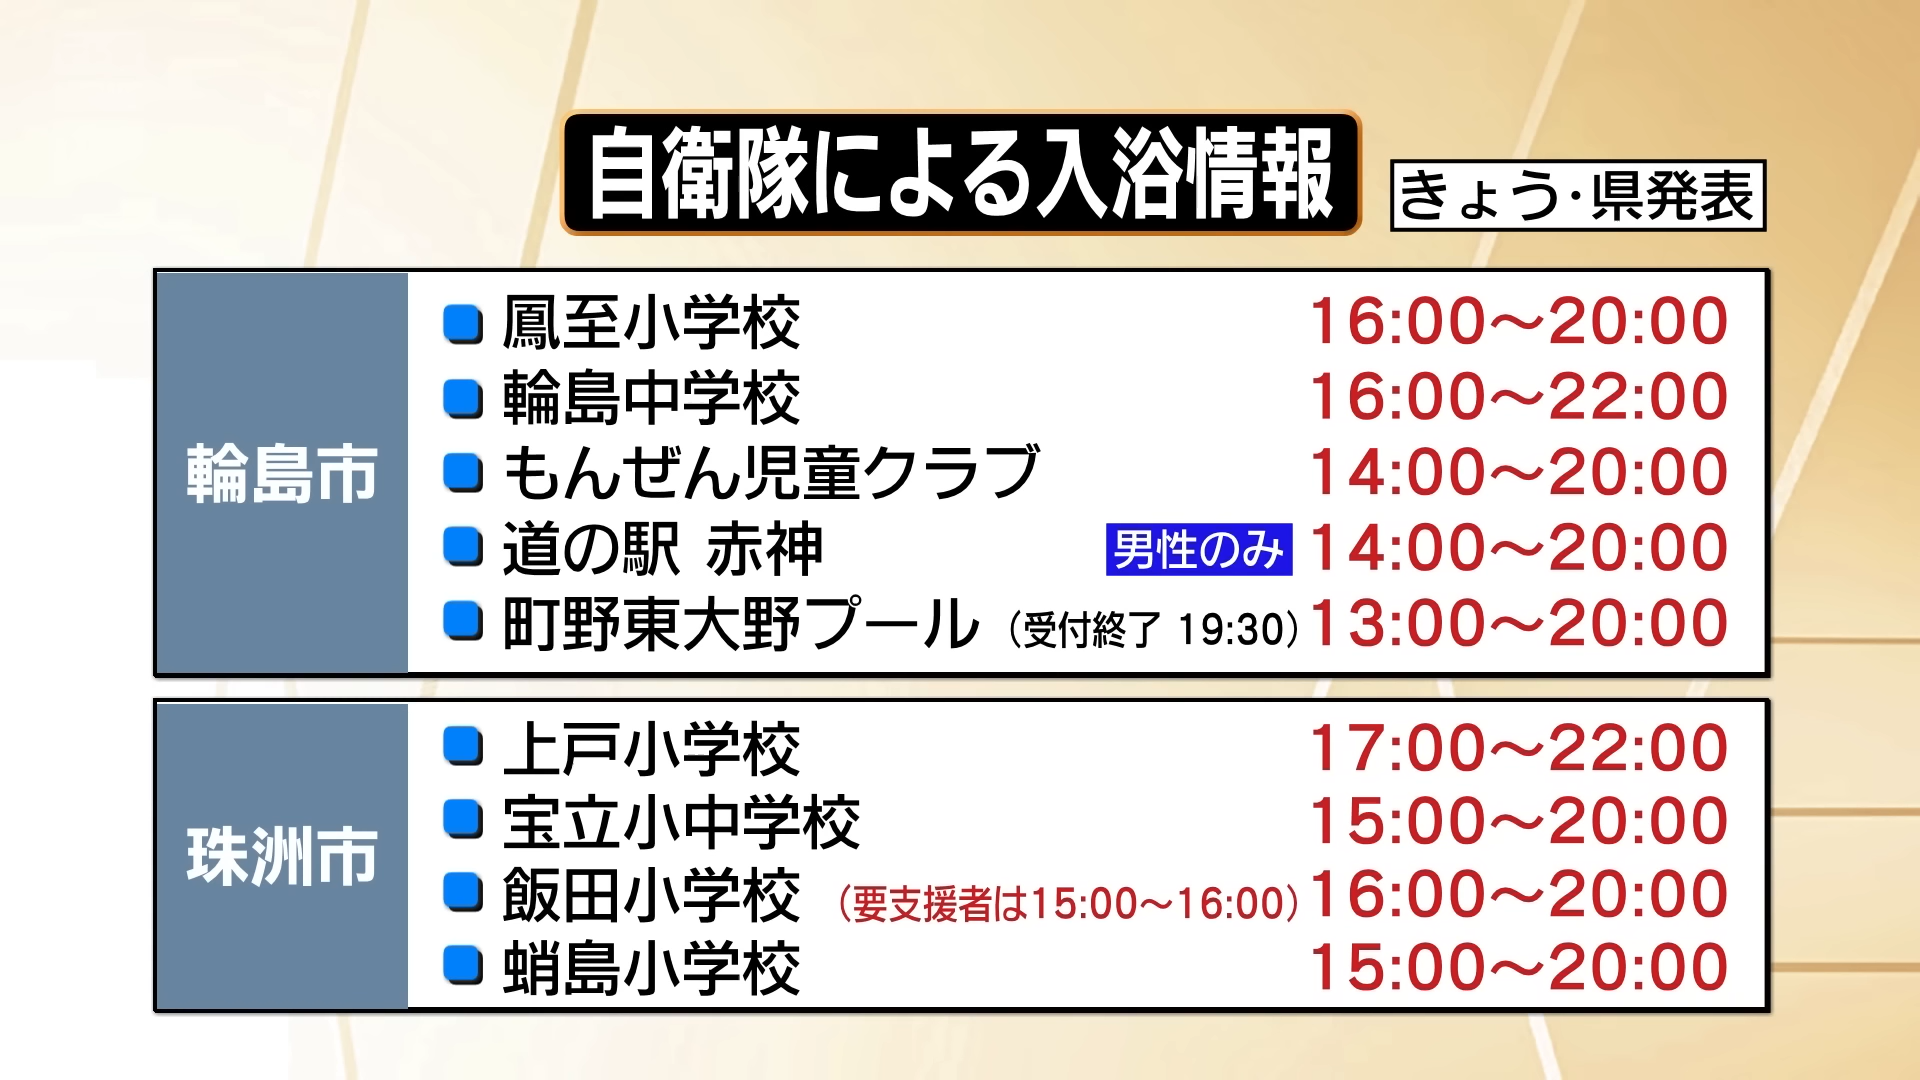 自衛隊による入浴情報
きょう・県発表
輪島市
鳳至小学校 16:00～20:00
輪島中学校 16:00～22:00
もんぜん児童クラブ 14:00～20:00
道の駅 赤神 男性のみ 14:00～20:00
町野東大野プール（受付終了 19:30）13:00～20:00
珠洲市
上戸小学校 17:00～22:00
宝立小中学校 15:00～20:00
飯田小学校（要支援者は15:00～16:00）16:00～20:00
蛸島小学校 15:00～20:00